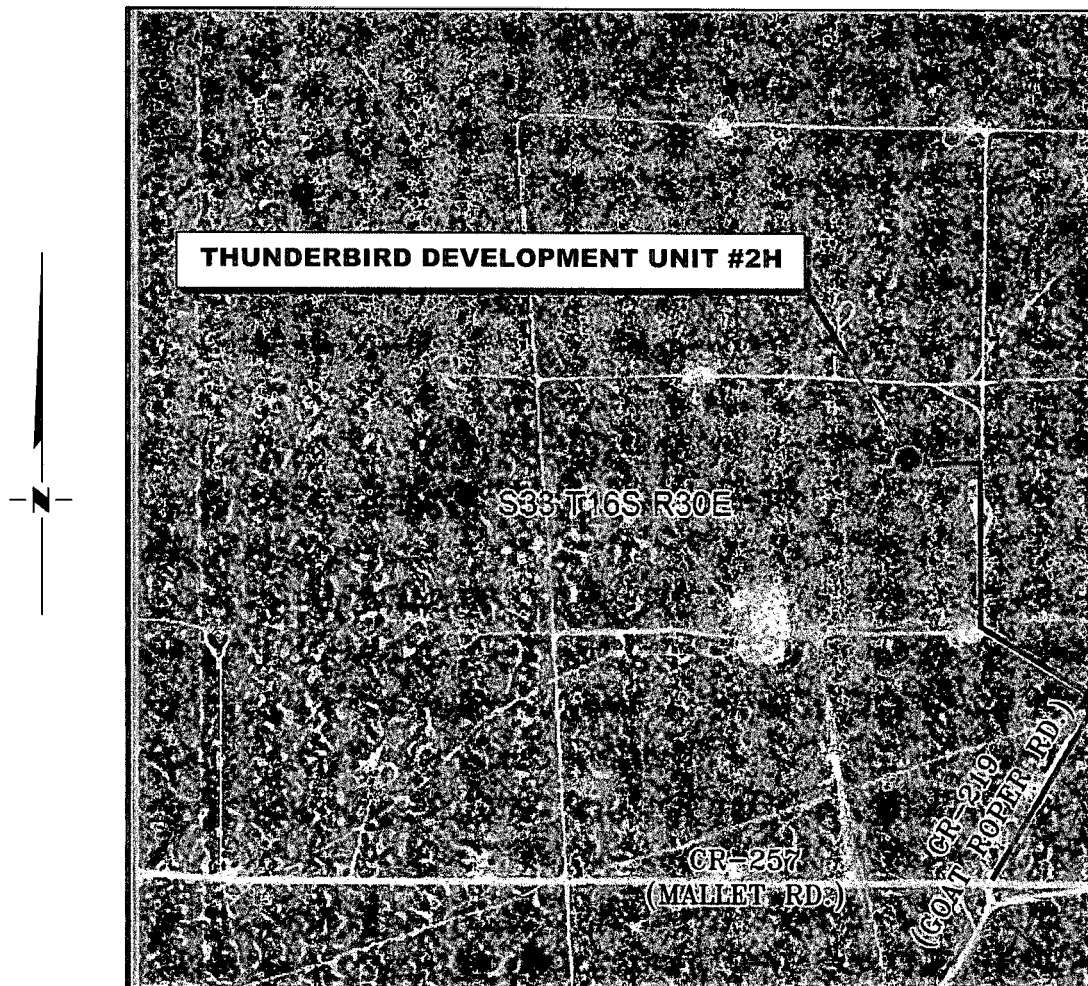 THUNDERBIRD DEVELOPMENT UNIT #2H
N
S33 T16S R30E
CR-219
(GOAT ROPER RD.)
CR-257
(MALLET RD.)